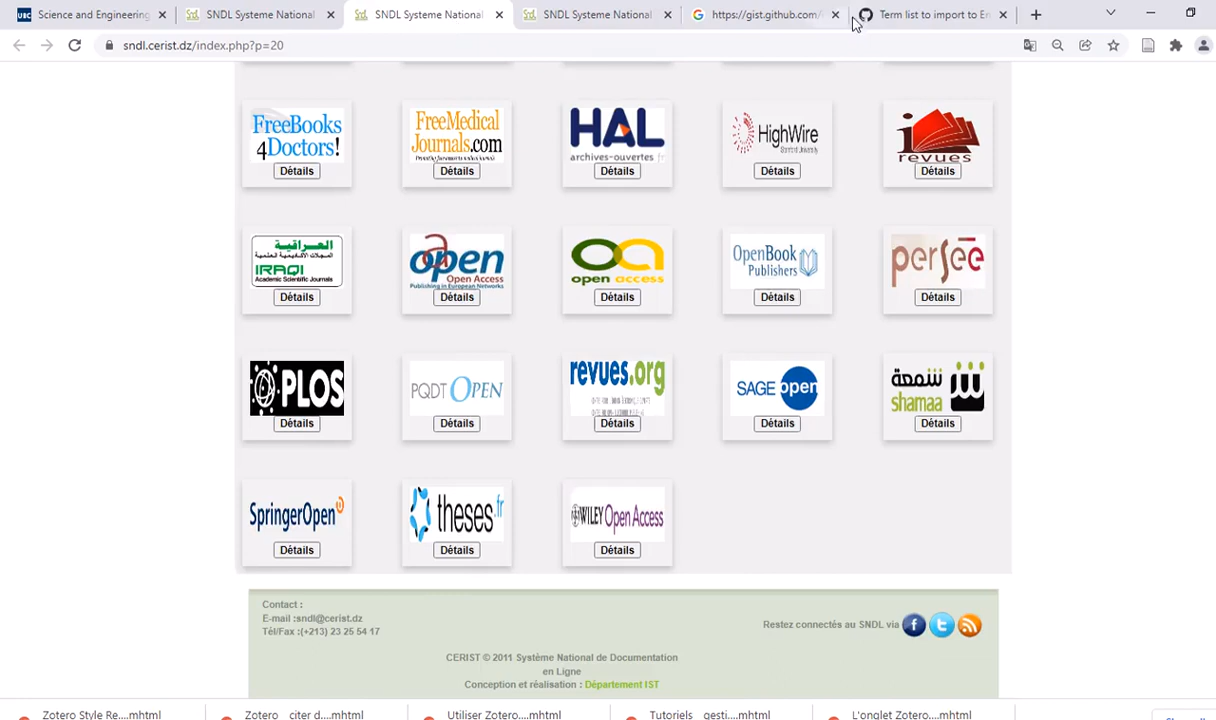 Science and Engineering
SNDL Systeme National
SNDL Systeme National
SNDL Systeme National
https://gist.github.com/
Term list to import to En
sndl.cerist.dz/index.php?p=20
FreeBooks
4Doctors!
Détails
FreeMedical
Journals.com
Détails
HAL
archives-ouvertes
Détails
HighWire
Stanford University
Détails
i
revues
Détails
العراقية
المجلات الأكاديمية العلمية
IRAQI
Academic Scientific Journals
Détails
open
Open Access
Publishing in European Networks
Détails
oa
open access
Détails
OpenBook
Publishers
Détails
persée
Détails
PLOS
Détails
PQDT OPEN
Détails
revues.org
Détails
SAGE open
Détails
شمعة
shamaa
Détails
SpringerOpen
Détails
theses.fr
Détails
WILEY Open Access
Détails
Contact :
E-mail :sndl@cerist.dz
Tél/Fax :(+213) 23 25 54 17
Restez connectés au SNDL via
CERIST © 2011 Système National de Documentation
en Ligne
Conception et réalisation : Département IST
Zotero Style Re....mhtml
Zotero _ citer d....mhtml
Utiliser Zotero....mhtml
Tutoriels _ gesti....mhtml
L'onglet Zotero....mhtml